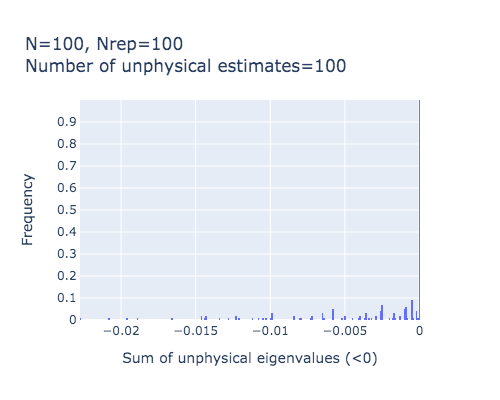 N=100, Nrep=100
Number of unphysical estimates=100
0.9
0.8
0.7
0.6
0.5
0.4
0.3
0.2
0.1
0
Frequency
−0.02 −0.015 −0.01 −0.005 0
Sum of unphysical eigenvalues (<0)